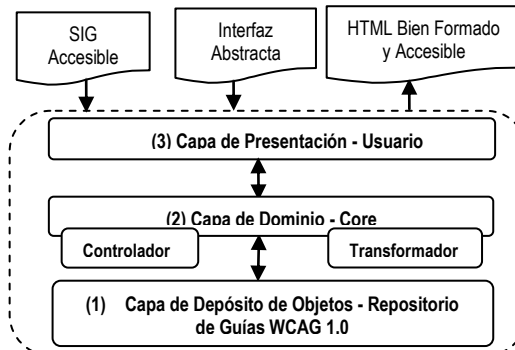 SIG
Accesible
Interfaz
Abstracta
HTML Bien Formado
y Accesible
(3) Capa de Presentación - Usuario
(2) Capa de Dominio - Core
Controlador
Transformador
(1) Capa de Depósito de Objetos - Repositorio
de Guías WCAG 1.0